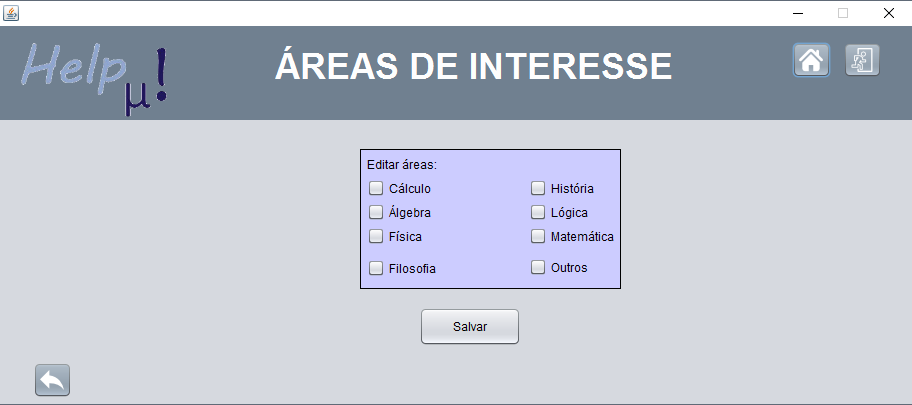 Help μ!
ÁREAS DE INTERESSE
Editar áreas:
Cálculo
História
Álgebra
Lógica
Física
Matemática
Filosofia
Outros
Salvar